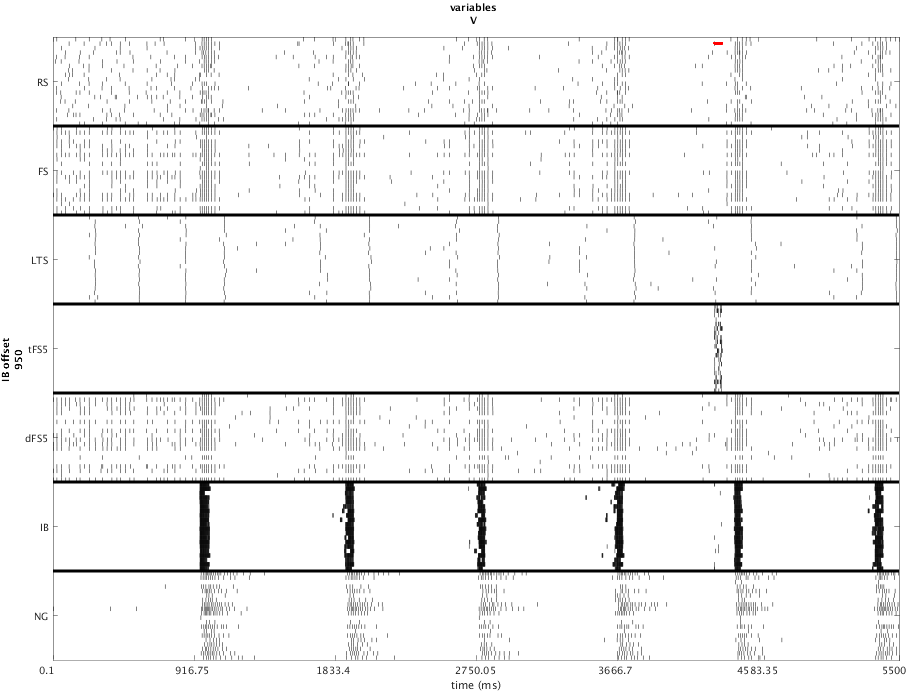 variables
V
RS
FS
LTS
tFS5
dFS5
IB
NG
IB offset
950
0.1 916.75 1833.4 2750.05 3666.7 4583.35 5500
time (ms)